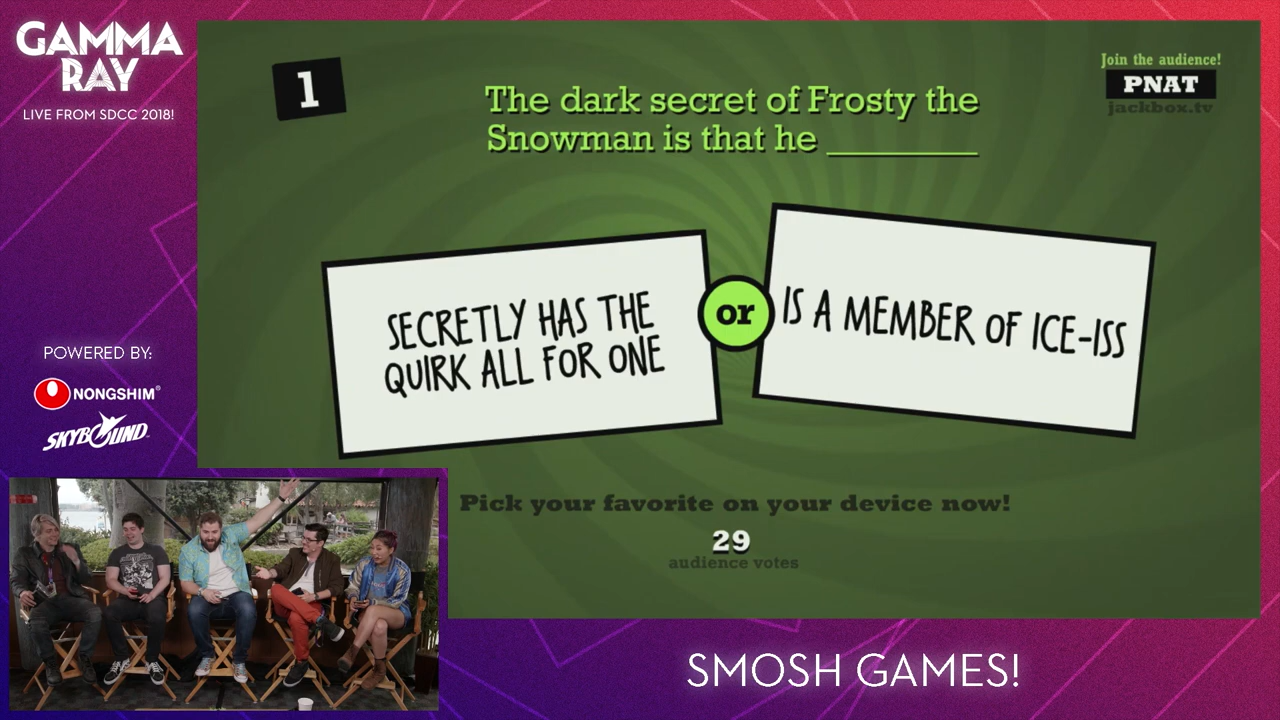 GAMMA
RAY
LIVE FROM SDCC 2018!
1
The dark secret of Frosty the
Snowman is that he _________
Join the audience!
PNAT
jackbox.tv
SECRETLY HAS THE
QUIRK ALL FOR ONE
or
IS A MEMBER OF ICE-ISS
POWERED BY:
NONGSHIM®
SKYBOUND
Pick your favorite on your device now!
29
audience votes
SMOSH GAMES!